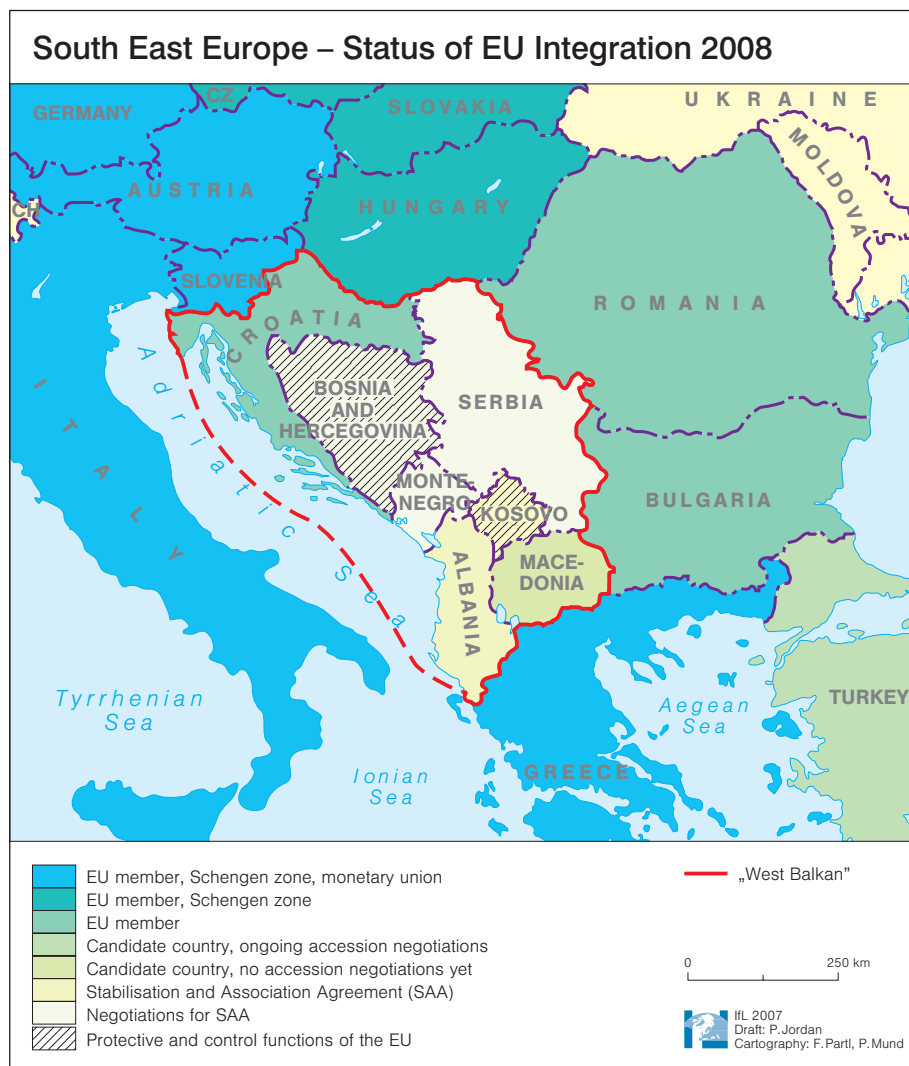 South East Europe – Status of EU Integration 2008
CZ
GERMANY
SLOVAKIA
UKRAINE
MOLDOVA
AUSTRIA
HUNGARY
CH
SLOVENIA
ROMANIA
CROATIA
BOSNIA
AND
HERCEGOVINA
SERBIA
ITALY
Adriatic Sea
MONTE-
NEGRO
KOSOVO
BULGARIA
ALBANIA
MACE-
DONIA
Tyrrhenian
Sea
Aegean
Sea
TURKEY
Ionian
Sea
GREECE
EU member, Schengen zone, monetary union
EU member, Schengen zone
EU member
Candidate country, ongoing accession negotiations
Candidate country, no accession negotiations yet
Stabilisation and Association Agreement (SAA)
Negotiations for SAA
Protective and control functions of the EU
„West Balkan”
0 250 km
IfL 2007
Draft: P.Jordan
Cartography: F.Partl, P.Mund